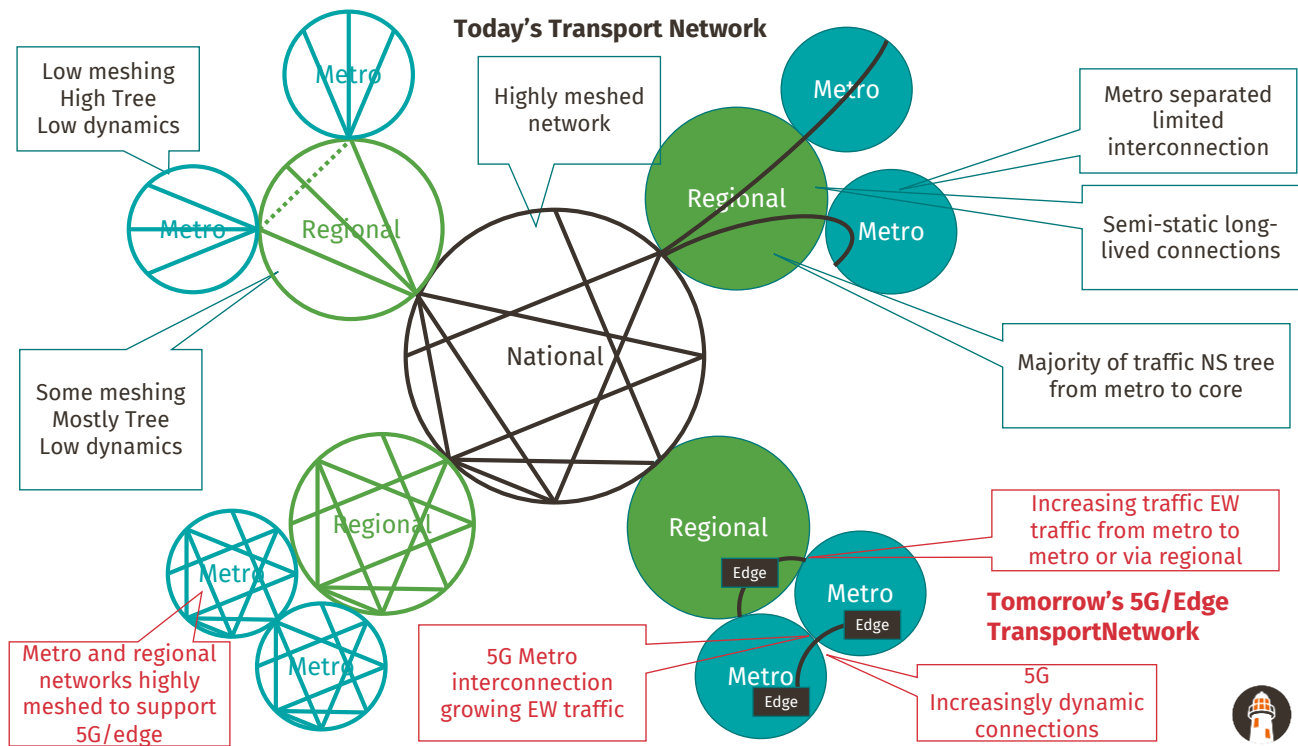 Today's Transport Network
Low meshing
High Tree
Low dynamics
Metro
Highly meshed
network
Metro
Metro separated
limited
interconnection
Metro
Regional
Regional
Metro
Semi-static long-
lived connections
National
Majority of traffic NS tree
from metro to core
Some meshing
Mostly Tree
Low dynamics
Regional
Regional
Increasing traffic EW
traffic from metro to
metro or via regional
Edge
Metro
Metro
Edge
Tomorrow's 5G/Edge
TransportNetwork
Metro and regional
networks highly
meshed to support
5G/edge
Metro
5G Metro
interconnection
growing EW traffic
Metro
Edge
5G
Increasingly dynamic
connections